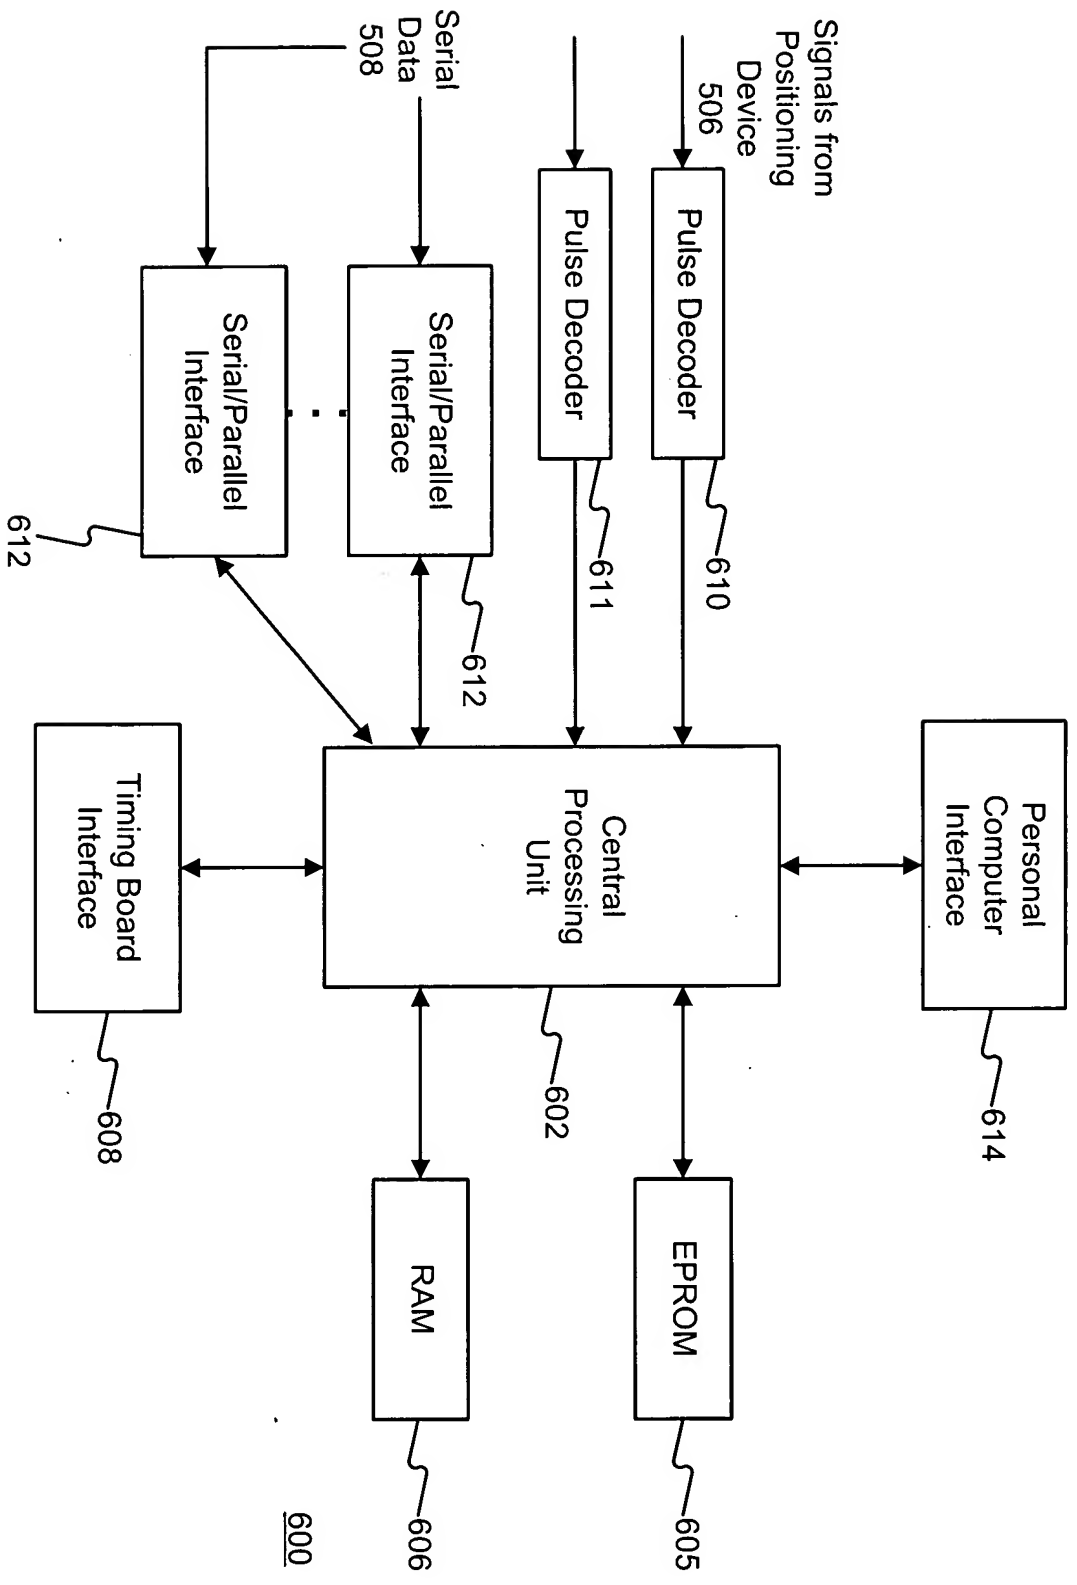 Personal
Computer
Interface
614
Signals from
Positioning
Device
506
Pulse Decoder
610
Pulse Decoder
611
Central
Processing
Unit
602
EPROM
605
RAM
606
Serial
Data
508
Serial/Parallel
Interface
612
Serial/Parallel
Interface
612
Timing Board
Interface
608
600